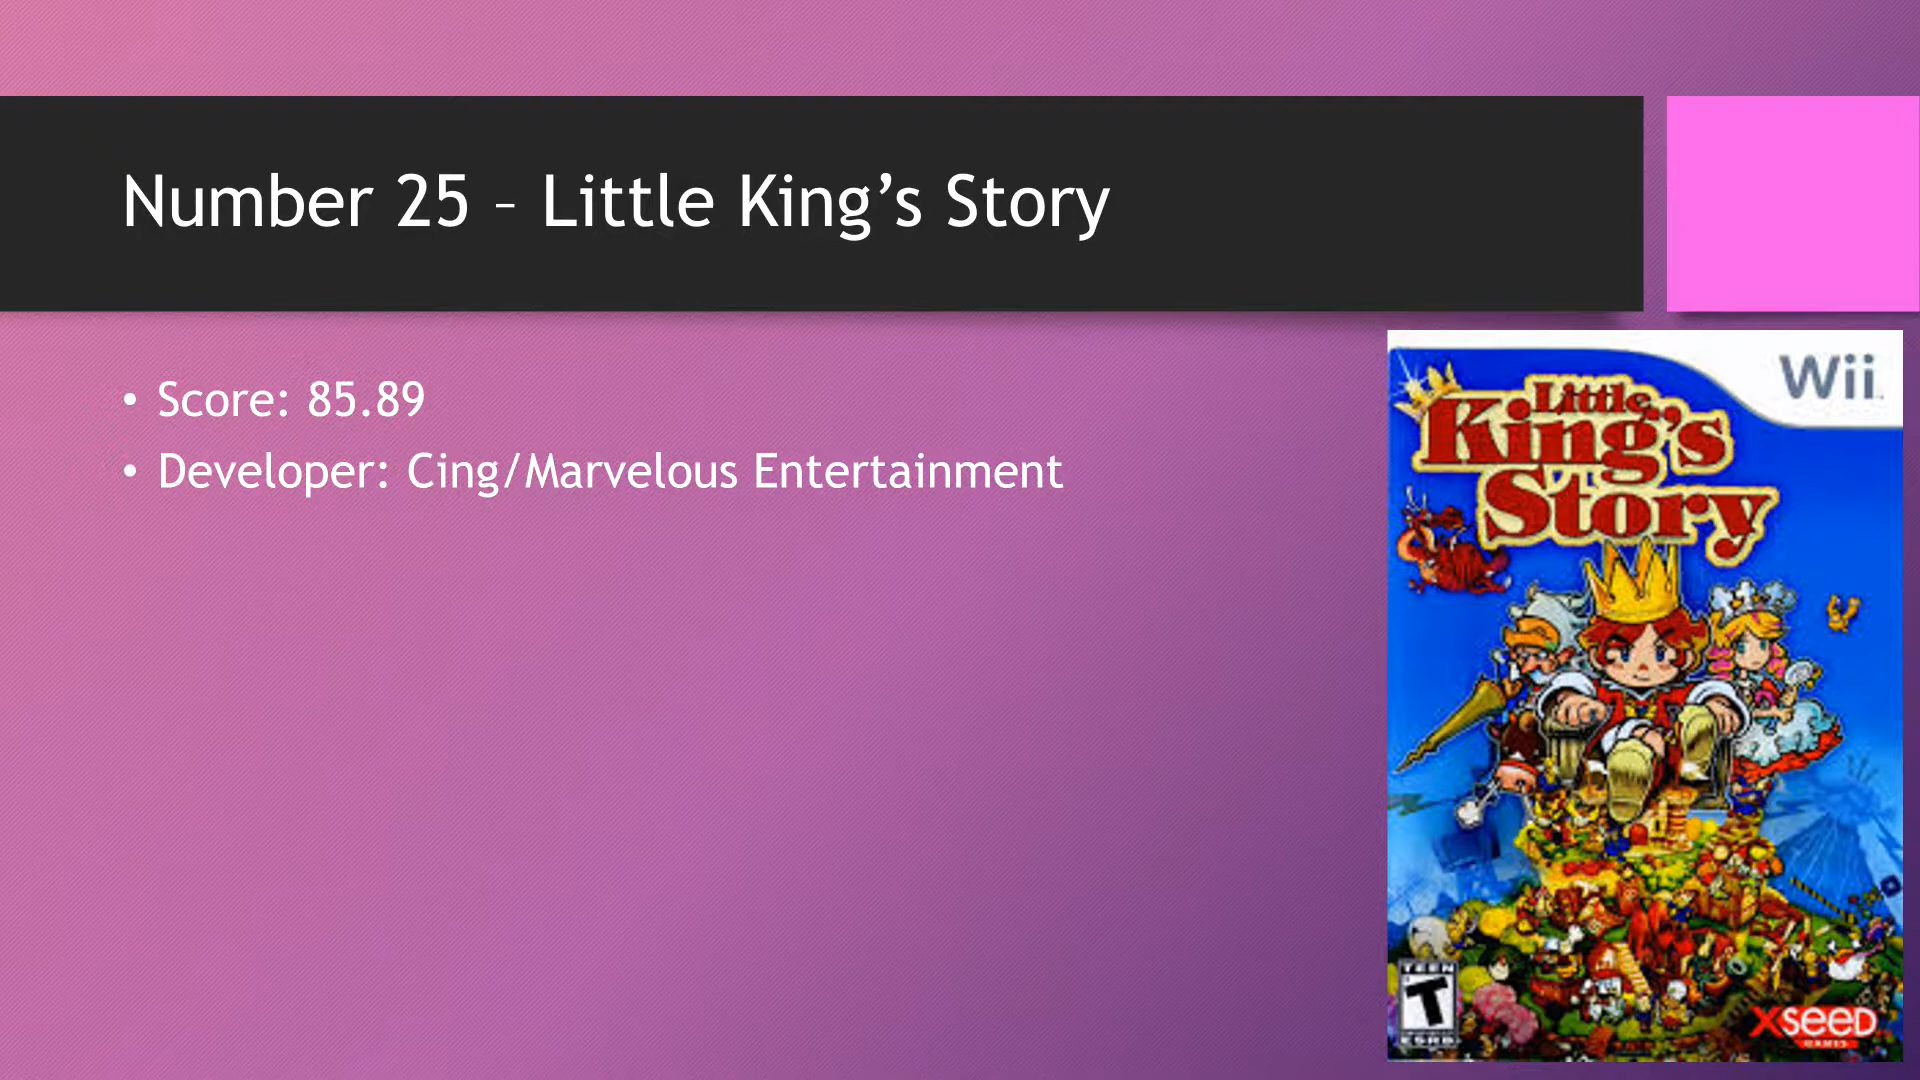 Number 25 – Little King’s Story
• Score: 85.89
• Developer: Cing/Marvelous Entertainment
Wii
Little
King's
Story
TEEN
T
ESRB
XSEED
GAMES